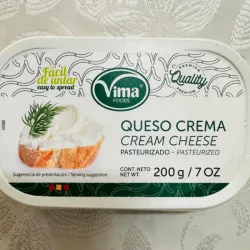 Fácil
de untar
easy to spread
Vima
FOODS
PREMIUM
Quality
PREMIUM
QUESO CREMA
CREAM CHEESE
PASTEURIZADO - PASTEURIZED
CONT. NETO
NET WT.
200 g / 7 OZ
Sugerencia de presentación / Serving suggestion